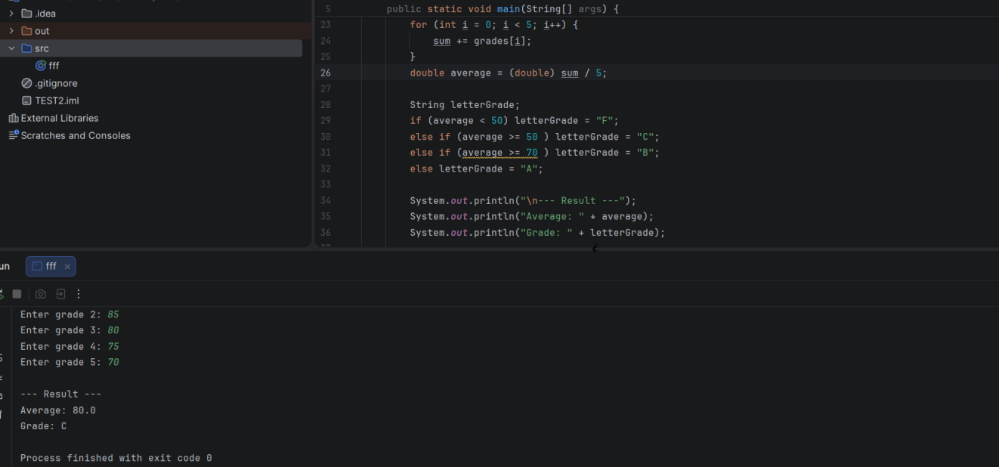 .idea
out
src
fff
.gitignore
TEST2.iml
External Libraries
Scratches and Consoles
5 public static void main(String[] args) {
23 for (int i = 0; i < 5; i++) {
24 sum += grades[i];
25 }
26 double average = (double) sum / 5;
27
28 String letterGrade;
29 if (average < 50) letterGrade = "F";
30 else if (average >= 50 ) letterGrade = "C";
31 else if (average >= 70 ) letterGrade = "B";
32 else letterGrade = "A";
33
34 System.out.println("\n--- Result ---");
35 System.out.println("Average: " + average);
36 System.out.println("Grade: " + letterGrade);
un fff
Enter grade 2: 85
Enter grade 3: 80
Enter grade 4: 75
Enter grade 5: 70
--- Result ---
Average: 80.0
Grade: C
Process finished with exit code 0